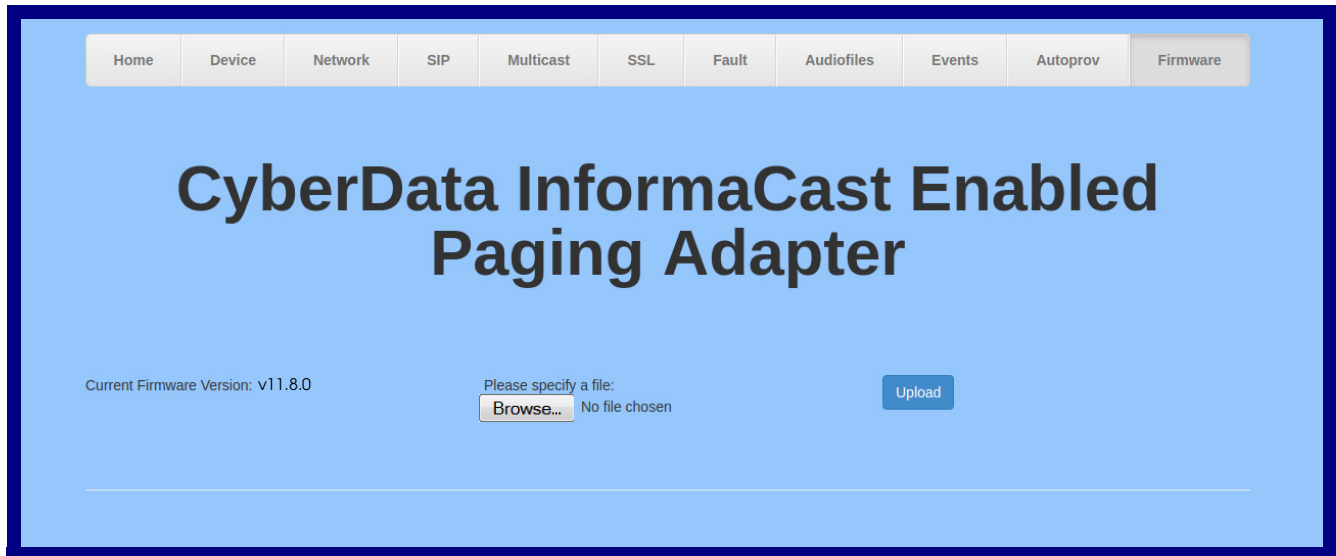 Home Device Network SIP Multicast SSL Fault Audiofiles Events Autoprov Firmware
CyberData InformaCast Enabled
Paging Adapter
Current Firmware Version: v11.8.0
Please specify a file:
Browse... No file chosen
Upload